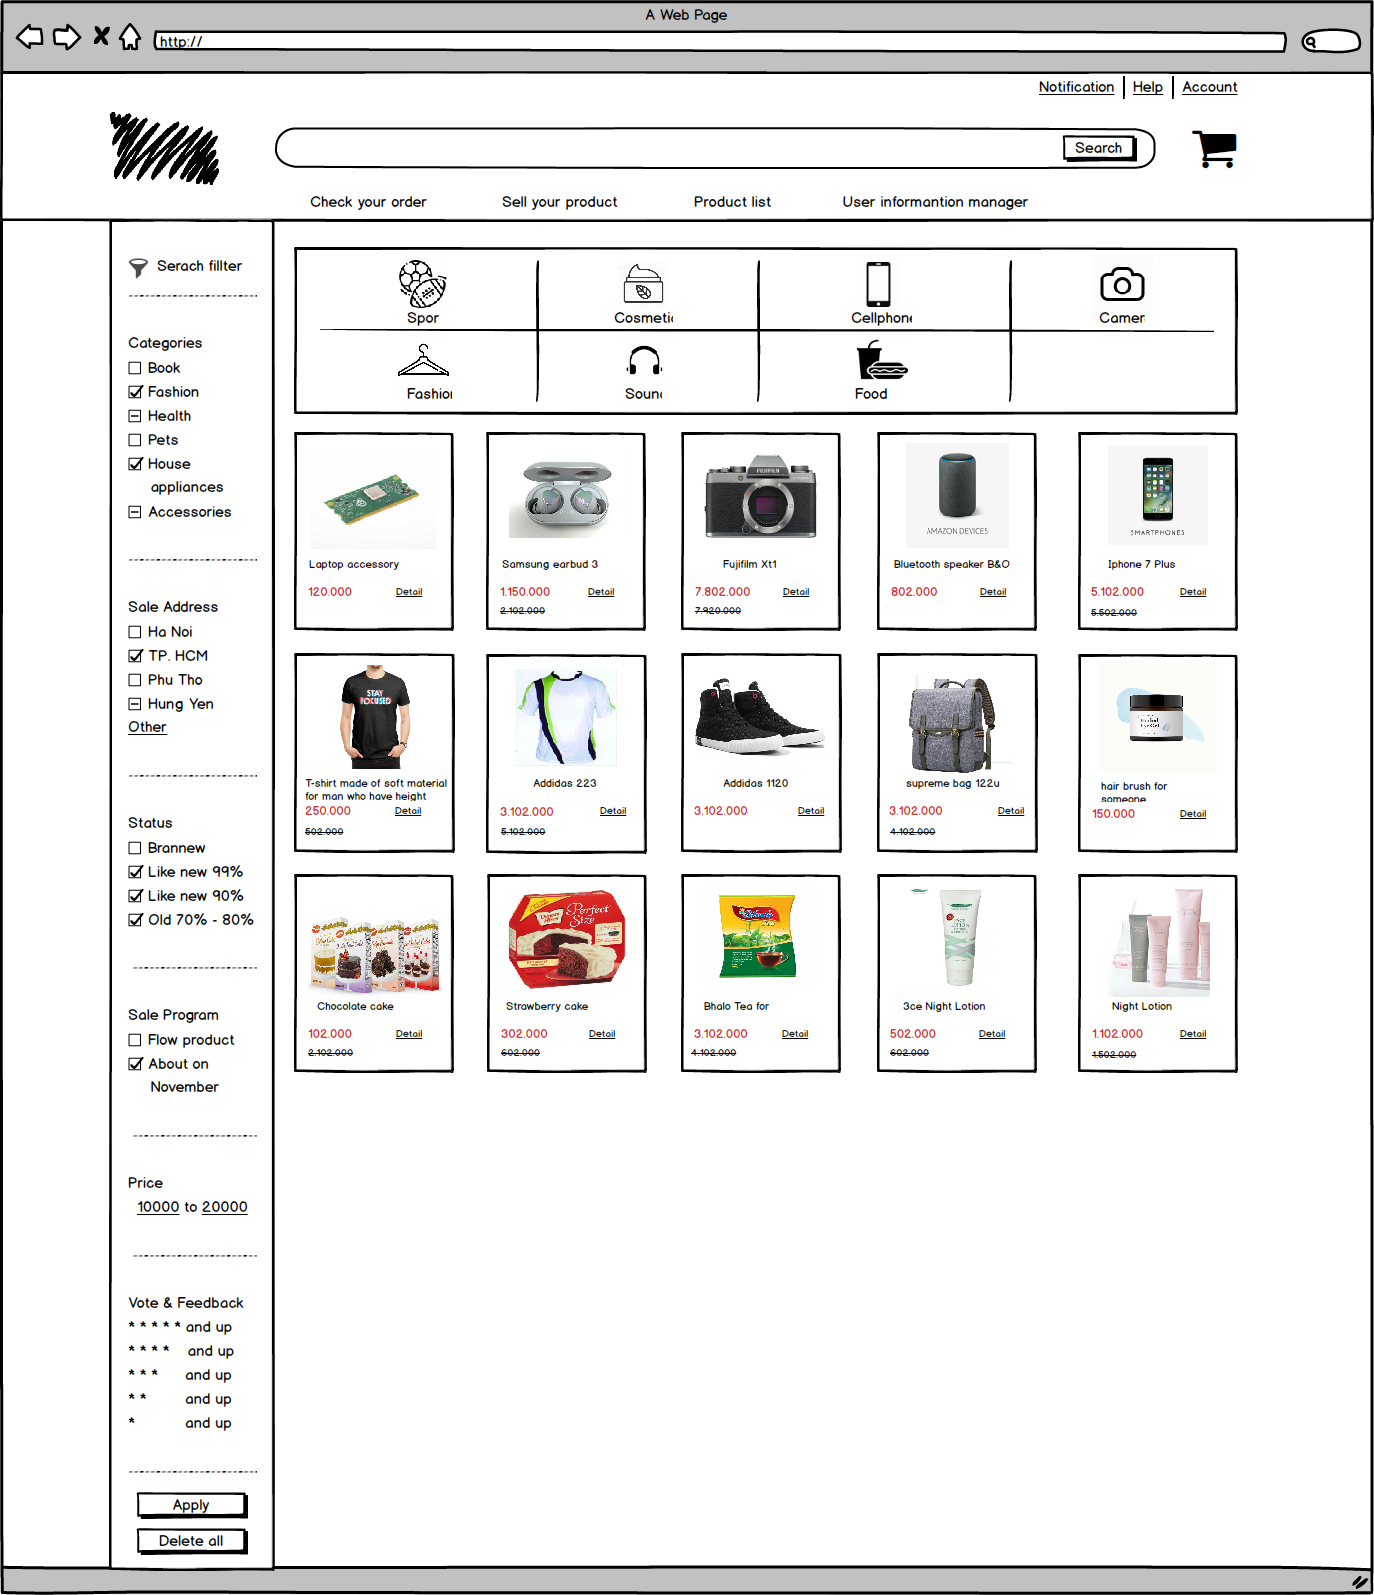 A Web Page
http://
Notification Help Account
Search
Check your order Sell your product Product list User informantion manager
Serach fillter
Categories
Book
Fashion
Health
Pets
House
appliances
Accessories
Sale Address
Ha Noi
TP. HCM
Phu Tho
Hung Yen
Other
Status
Brannew
Like new 99%
Like new 90%
Old 70% - 80%
Sale Program
Flow product
About on
November
Price
10000 to 20000
Vote & Feedback
* * * * * and up
* * * * and up
* * * and up
* * and up
* and up
Apply
Delete all
Spor Cosmeti Cellphone Camer
Fashion Soun Food
FUJIFILM
AMAZON DEVICES
SMARTPHONES
Laptop accessory Samsung earbud 3 Fujifilm Xt1 Bluetooth speaker B&O Iphone 7 Plus
120.000 Detail 1.150.000 Detail 7.802.000 Detail 802.000 Detail 5.102.000 Detail
2.102.000 7.920.000 5.502.000
STAY
FOCUSED
T-shirt made of soft material
for man who have height
Addidas 223 Addidas 1120 supreme bag 122u
hair brush for
someone
250.000 Detail 3.102.000 Detail 3.102.000 Detail 3.102.000 Detail 150.000 Detail
502.000 5.102.000 4.102.000
Perfect
Size
Chocolate cake Strawberry cake Bhalo Tea for 3ce Night Lotion Night Lotion
102.000 Detail 302.000 Detail 3.102.000 Detail 502.000 Detail 1.102.000 Detail
2.102.000 602.000 4.102.000 602.000 1.502.000